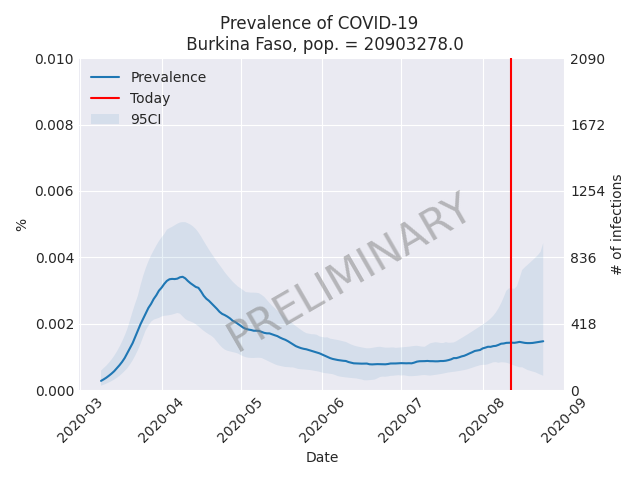 Prevalence of COVID-19
Burkina Faso, pop. = 20903278.0
Prevalence
Today
95CI
0.010
0.008
0.006
0.004
0.002
0.000
%
2090
1672
1254
836
418
0
# of infections
PRELIMINARY
2020-03
2020-04
2020-05
2020-06
2020-07
2020-08
2020-09
Date